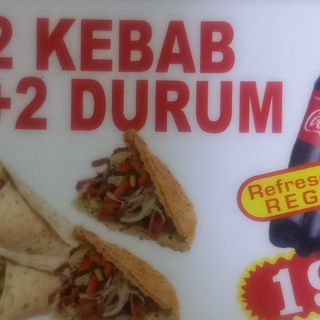 2 KEBAB
+2 DURUM
Refres
REG
19